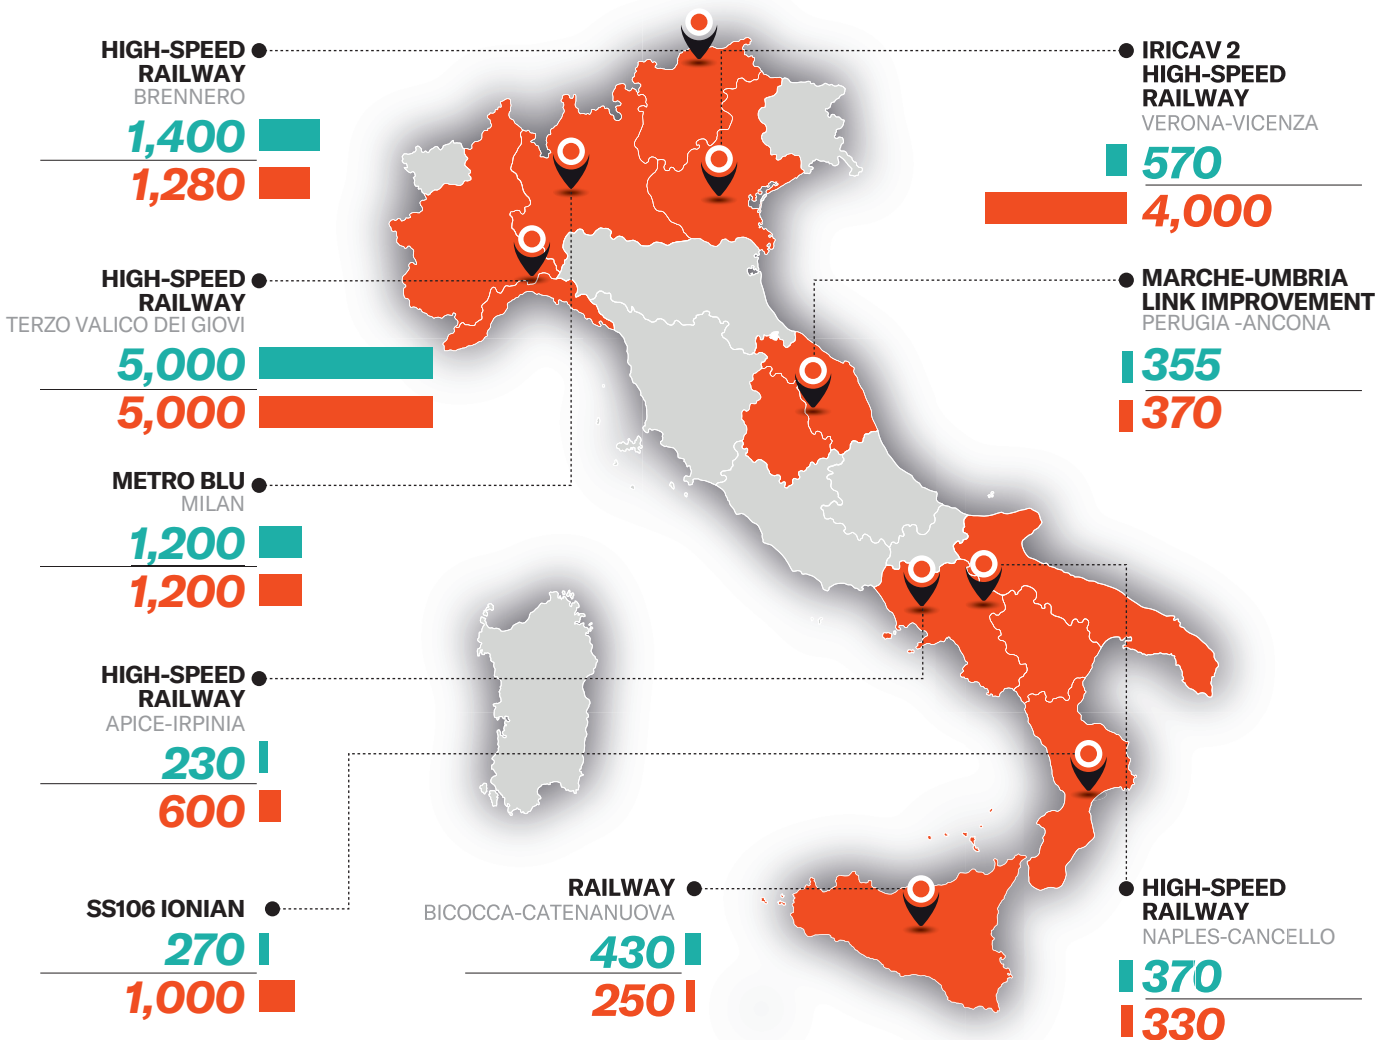 HIGH-SPEED
RAILWAY
BRENNERO
1,400
1,280
HIGH-SPEED
RAILWAY
TERZO VALICO DEI GIOVI
5,000
5,000
METRO BLU
MILAN
1,200
1,200
HIGH-SPEED
RAILWAY
APICE-IRPINIA
230
600
SS106 IONIAN
270
1,000
RAILWAY
BICOCCA-CATENANUOVA
430
250
IRICAV 2
HIGH-SPEED
RAILWAY
VERONA-VICENZA
570
4,000
MARCHE-UMBRIA
LINK IMPROVEMENT
PERUGIA -ANCONA
355
370
HIGH-SPEED
RAILWAY
NAPLES-CANCELLO
370
330